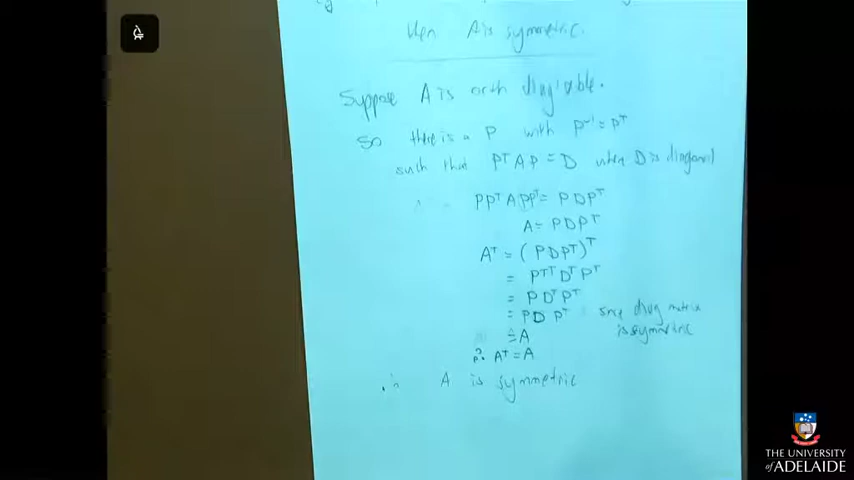 then A is symmetric.
Suppose A is orth diag'able.
So there is a P with P⁻¹ = Pᵀ
such that PᵀAP = D when D is diagonal
PPᵀAPPᵀ = PDPᵀ
A = PDPᵀ
Aᵀ = (PDPᵀ)ᵀ
= PᵀᵀDᵀPᵀ
= PDᵀPᵀ
= PDPᵀ since diag matrix
is symmetric
= A
∴ Aᵀ = A
∴ A is symmetric
THE UNIVERSITY
of ADELAIDE